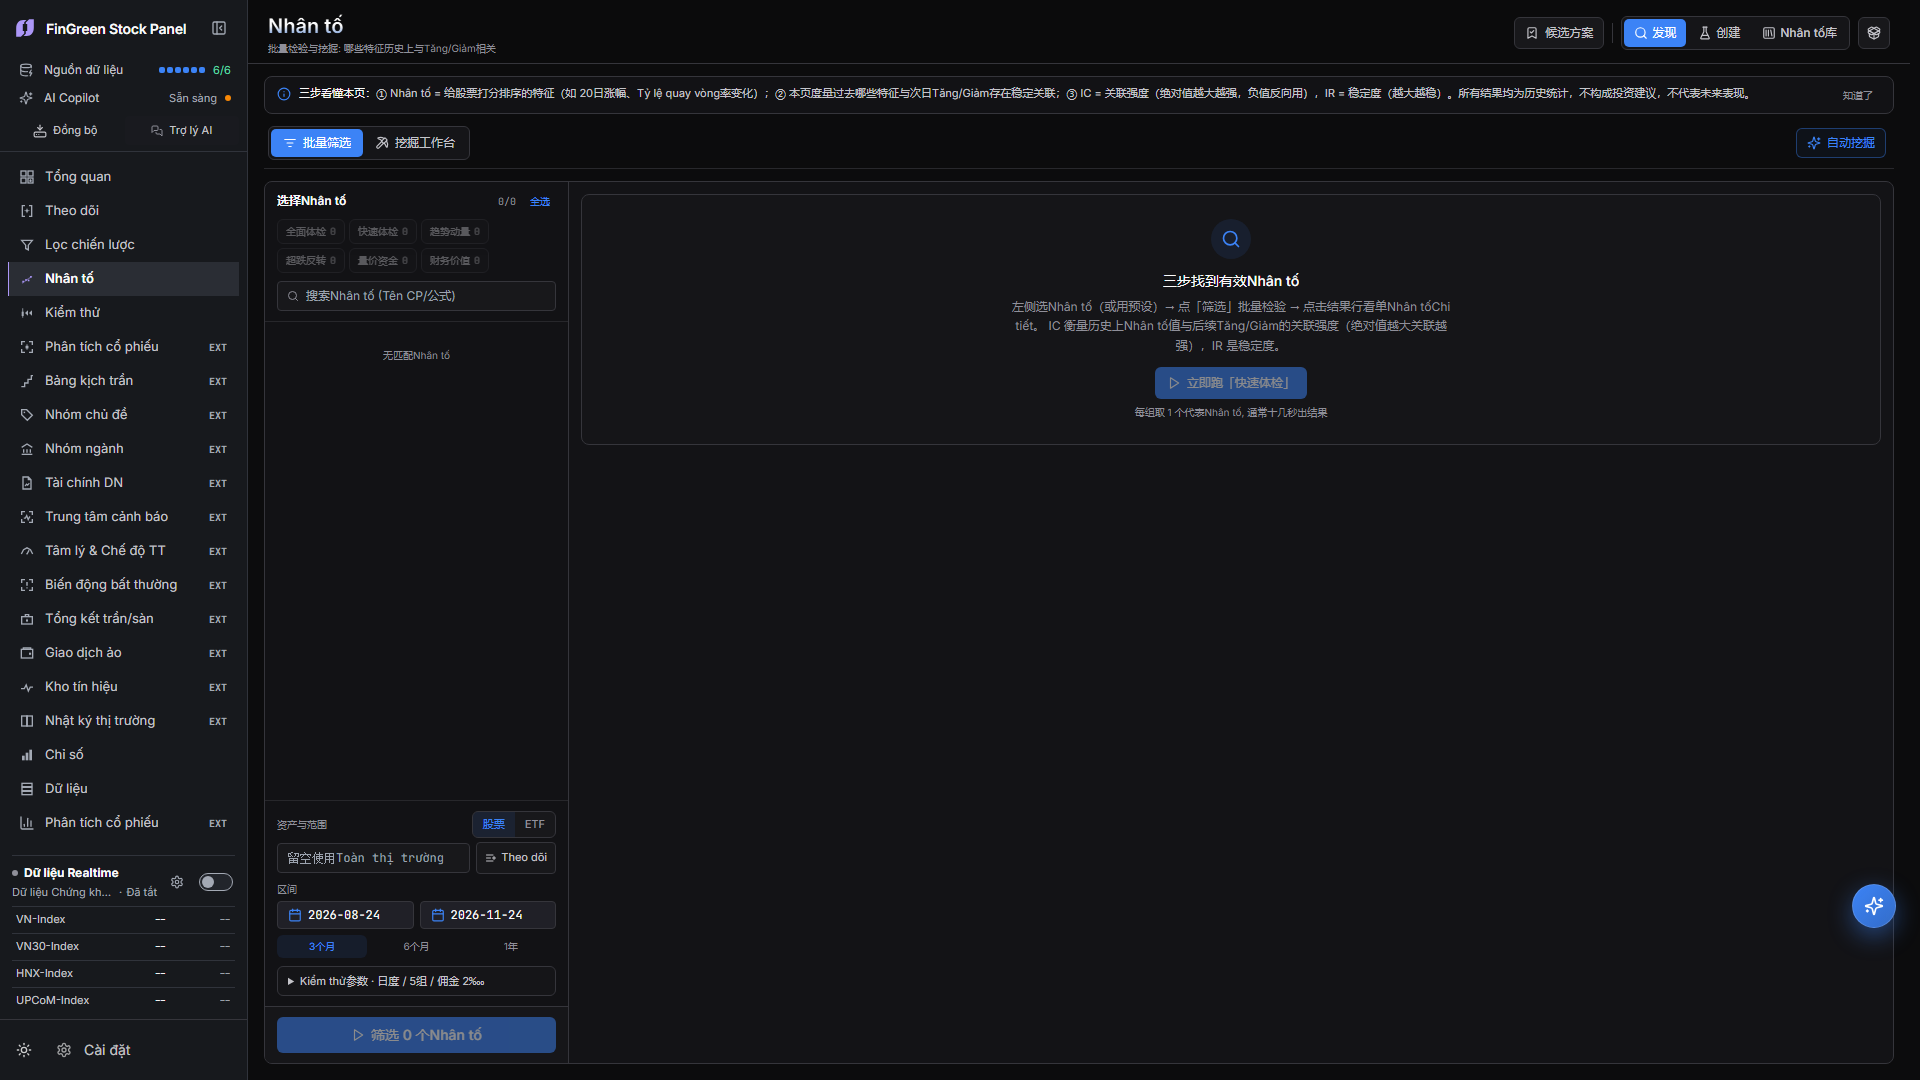 FinGreen Stock Panel
Nguồn dữ liệu 6/6
AI Copilot Sẵn sàng
Đồng bộ Trợ lý AI
Tổng quan
Theo dõi
Lọc chiến lược
Nhân tố
Kiểm thử
Phân tích cổ phiếu EXT
Bảng kịch trần EXT
Nhóm chủ đề EXT
Nhóm ngành EXT
Tài chính DN EXT
Trung tâm cảnh báo EXT
Tâm lý & Chế độ TT EXT
Biến động bất thường EXT
Tổng kết trần/sàn EXT
Giao dịch ảo EXT
Kho tín hiệu EXT
Nhật ký thị trường EXT
Chỉ số
Dữ liệu
Phân tích cổ phiếu EXT
Dữ liệu Realtime
Dữ liệu Chứng kh... · Đã tắt
VN-Index -- --
VN30-Index -- --
HNX-Index -- --
UPCoM-Index -- --
Cài đặt
Nhân tố
批量检验与挖掘: 哪些特征历史上与Tăng/Giảm相关
候选方案 发现 创建 Nhân tố库
三步看懂本页: ① Nhân tố = 给股票打分排序的特征（如 20日涨幅、Tỷ lệ quay vòng率变化）; ② 本页度量过去哪些特征与次日Tăng/Giảm存在稳定关联; ③ IC = 关联强度（绝对值越大越强，负值反向用），IR = 稳定度（越大越稳）。所有结果均为历史统计，不构成投资建议，不代表未来表现。 知道了
批量筛选 挖掘工作台 自动挖掘
选择Nhân tố 0/0 全选
全面体检 0 快速体检 0 趋势动量 0
超跌反转 0 量价资金 0 财务价值 0
搜索Nhân tố (Tên CP/公式)
无匹配Nhân tố
资产与范围 股票 ETF
留空使用Toàn thị trường Theo dõi
区间
2026-08-24 2026-11-24
3个月 6个月 1年
Kiểm thử参数 · 日度 / 5组 / 佣金 2‱
筛选 0 个Nhân tố
三步找到有效Nhân tố
左侧选Nhân tố（或用预设）→ 点「筛选」批量检验 → 点击结果行看单Nhân tốChi
tiết。 IC 衡量历史上Nhân tố值与后续Tăng/Giảm的关联强度（绝对值越大关联越
强），IR 是稳定度。
立即跑「快速体检」
每组取 1 个代表Nhân tố, 通常十几秒出结果